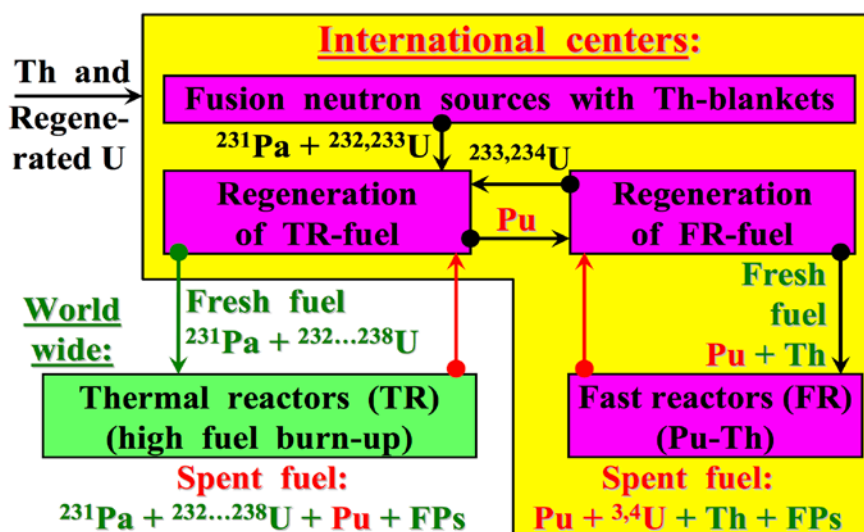 International centers:
Th and
Regene-
rated U
Fusion neutron sources with Th-blankets
²³¹Pa + ²³²,²³³U
²³³,²³⁴U
Regeneration
of TR-fuel
Pu
Regeneration
of FR-fuel
World
wide:
Fresh fuel
²³¹Pa + ²³²…²³⁸U
Fresh
fuel
Pu + Th
Thermal reactors (TR)
(high fuel burn-up)
Fast reactors (FR)
(Pu-Th)
Spent fuel:
²³¹Pa + ²³²…²³⁸U + Pu + FPs
Spent fuel:
Pu + ³,⁴U + Th + FPs